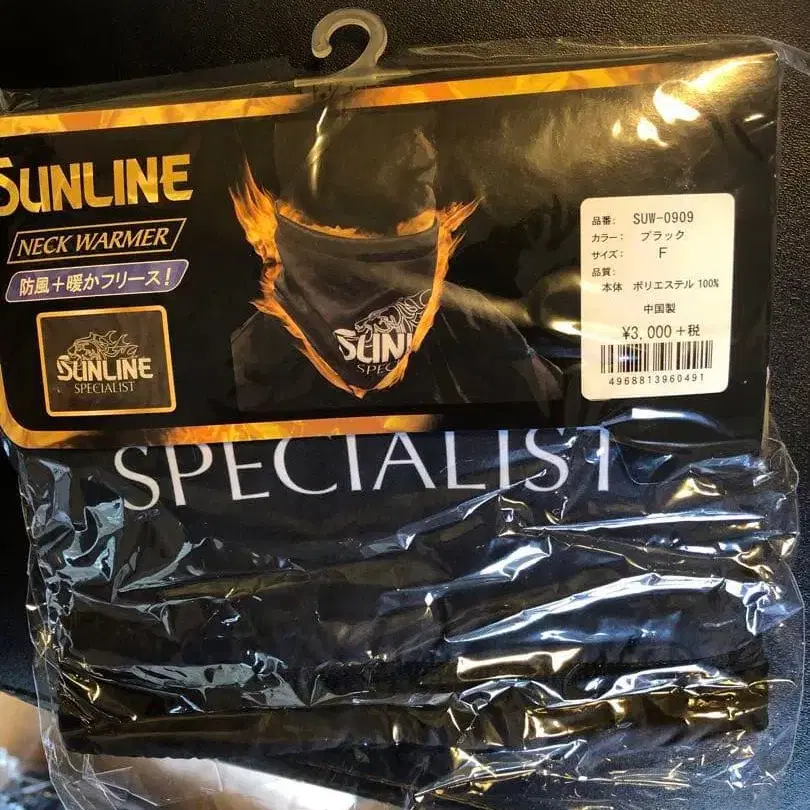 SUNLINE
NECK WARMER
防風+暖かフリース!
SUNLINE
SPECIALIST
SUNL
SPEC
品番: SUW-0909
カラー: ブラック
サイズ: F
品質:
本体 ポリエステル 100%
中国製
¥3,000+税
4968813960491
SPECIALIST